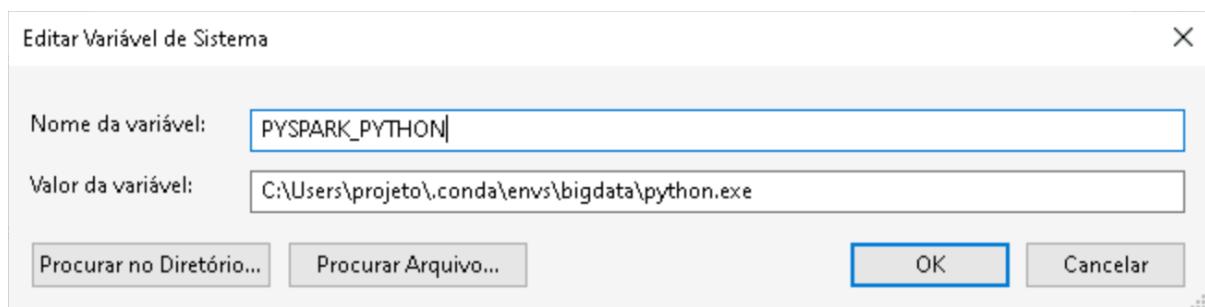 Editar Variável de Sistema
Nome da variável: PYSPARK_PYTHON
Valor da variável: C:\Users\projeto\.conda\envs\bigdata\python.exe
Procurar no Diretório... Procurar Arquivo... OK Cancelar